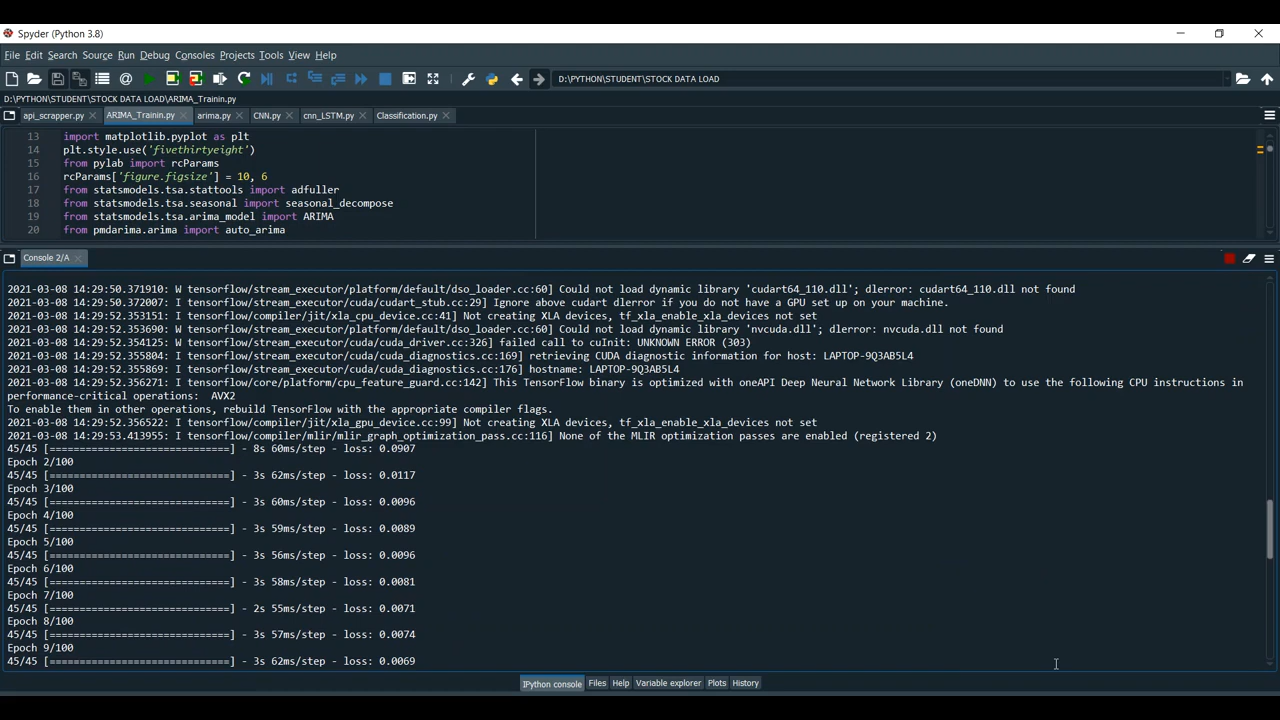 Spyder (Python 3.8)
File Edit Search Source Run Debug Consoles Projects Tools View Help
D:\PYTHON\STUDENT\STOCK DATA LOAD
D:\PYTHON\STUDENT\STOCK DATA LOAD\ARIMA_Trainin.py
api_scrapper.py ARIMA_Trainin.py arima.py CNN.py cnn_LSTM.py Classification.py
13 import matplotlib.pyplot as plt
14 plt.style.use('fivethirtyeight')
15 from pylab import rcParams
16 rcParams['figure.figsize'] = 10, 6
17 from statsmodels.tsa.stattools import adfuller
18 from statsmodels.tsa.seasonal import seasonal_decompose
19 from statsmodels.tsa.arima_model import ARIMA
20 from pmdarima.arima import auto_arima
Console 2/A
2021-03-08 14:29:50.371910: W tensorflow/stream_executor/platform/default/dso_loader.cc:60] Could not load dynamic library 'cudart64_110.dll'; dlerror: cudart64_110.dll not found
2021-03-08 14:29:50.372007: I tensorflow/stream_executor/cuda/cudart_stub.cc:29] Ignore above cudart dlerror if you do not have a GPU set up on your machine.
2021-03-08 14:29:52.353151: I tensorflow/compiler/jit/xla_cpu_device.cc:41] Not creating XLA devices, tf_xla_enable_xla_devices not set
2021-03-08 14:29:52.353690: W tensorflow/stream_executor/platform/default/dso_loader.cc:60] Could not load dynamic library 'nvcuda.dll'; dlerror: nvcuda.dll not found
2021-03-08 14:29:52.354125: W tensorflow/stream_executor/cuda/cuda_driver.cc:326] failed call to cuInit: UNKNOWN ERROR (303)
2021-03-08 14:29:52.355804: I tensorflow/stream_executor/cuda/cuda_diagnostics.cc:169] retrieving CUDA diagnostic information for host: LAPTOP-9Q3AB5L4
2021-03-08 14:29:52.355869: I tensorflow/stream_executor/cuda/cuda_diagnostics.cc:176] hostname: LAPTOP-9Q3AB5L4
2021-03-08 14:29:52.356271: I tensorflow/core/platform/cpu_feature_guard.cc:142] This TensorFlow binary is optimized with oneAPI Deep Neural Network Library (oneDNN) to use the following CPU instructions in
performance-critical operations:  AVX2
To enable them in other operations, rebuild TensorFlow with the appropriate compiler flags.
2021-03-08 14:29:52.356522: I tensorflow/compiler/jit/xla_gpu_device.cc:99] Not creating XLA devices, tf_xla_enable_xla_devices not set
2021-03-08 14:29:53.413955: I tensorflow/compiler/mlir/mlir_graph_optimization_pass.cc:116] None of the MLIR optimization passes are enabled (registered 2)
45/45 [==============================] - 8s 60ms/step - loss: 0.0907
Epoch 2/100
45/45 [==============================] - 3s 62ms/step - loss: 0.0117
Epoch 3/100
45/45 [==============================] - 3s 60ms/step - loss: 0.0096
Epoch 4/100
45/45 [==============================] - 3s 59ms/step - loss: 0.0089
Epoch 5/100
45/45 [==============================] - 3s 56ms/step - loss: 0.0096
Epoch 6/100
45/45 [==============================] - 3s 58ms/step - loss: 0.0081
Epoch 7/100
45/45 [==============================] - 2s 55ms/step - loss: 0.0071
Epoch 8/100
45/45 [==============================] - 3s 57ms/step - loss: 0.0074
Epoch 9/100
45/45 [==============================] - 3s 62ms/step - loss: 0.0069
IPython console Files Help Variable explorer Plots History